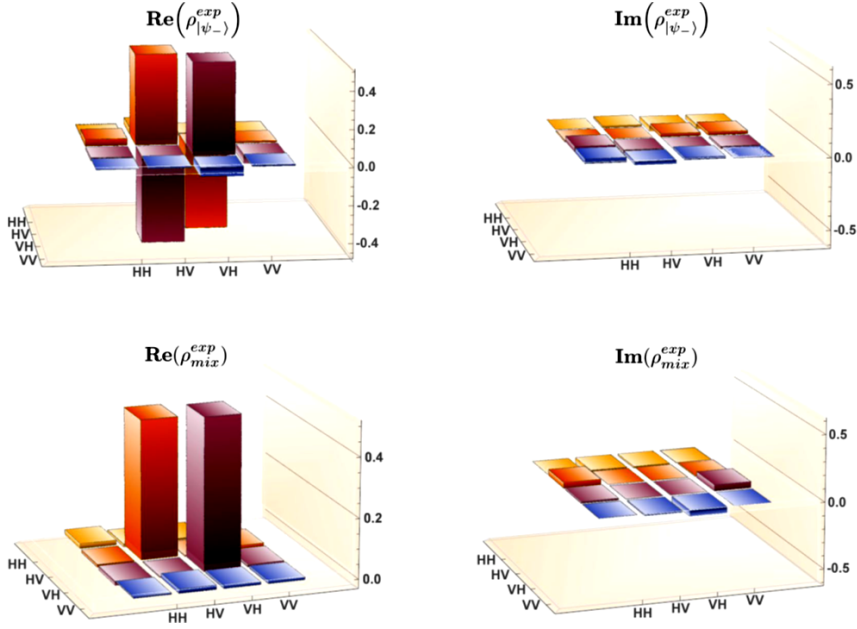 Re(ρ^{exp}_{|ψ_−⟩})
0.4
0.2
0.0
-0.2
-0.4
HH
HV
VH
VV
HH HV VH VV
Im(ρ^{exp}_{|ψ_−⟩})
0.5
0.0
-0.5
HH
HV
VH
VV
HH HV VH VV
Re(ρ^{exp}_{mix})
0.4
0.2
0.0
HH
HV
VH
VV
HH HV VH VV
Im(ρ^{exp}_{mix})
0.5
0.0
-0.5
HH
HV
VH
VV
HH HV VH VV